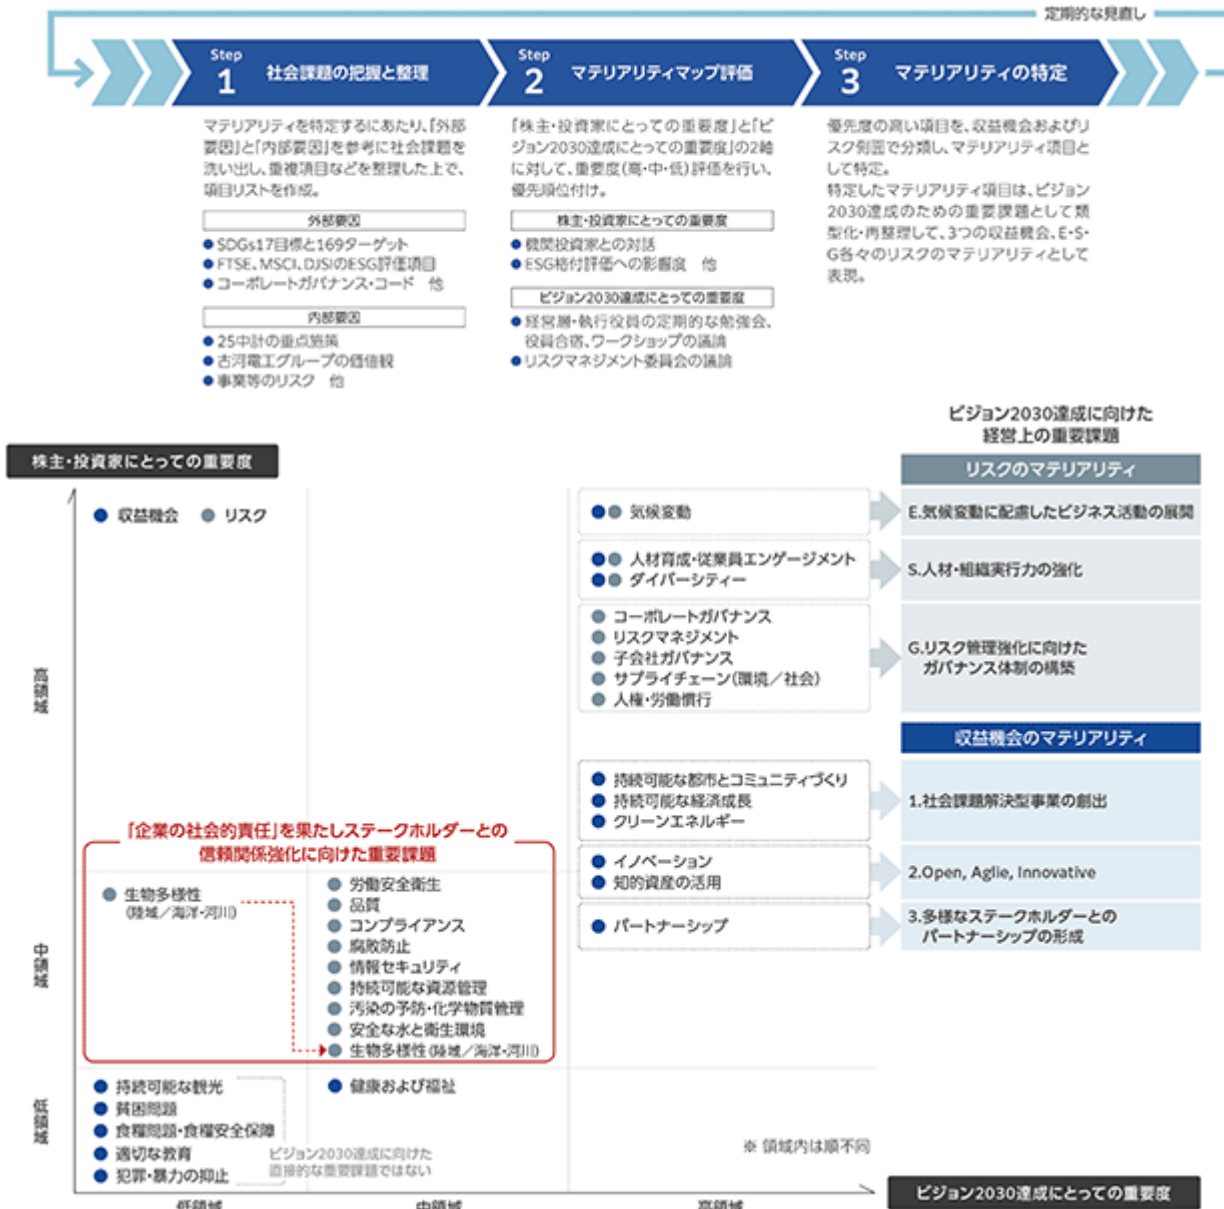 定期的な見直し
Step 1 社会課題の把握と整理
マテリアリティを特定するにあたり、「外部
要因」と「内部要因」を参考に社会課題を
洗い出し、重複項目などを整理した上で、
項目リストを作成。
外部要因
●SDGs17目標と169ターゲット
●FTSE、MSCI、DJSIのESG評価項目
●コーポレートガバナンス・コード　他
内部要因
●25中計の重点施策
●古河電工グループの価値観
●事業等のリスク　他
Step 2 マテリアリティマップ評価
「株主・投資家にとっての重要度」と「ビ
ジョン2030達成にとっての重要度」の2軸
に対して、重要度(高・中・低)評価を行い、
優先順位付け。
株主・投資家にとっての重要度
●機関投資家との対話
●ESG格付評価への影響度　他
ビジョン2030達成にとっての重要度
●経営層・執行役員の定期的な勉強会、
役員合宿、ワークショップの議論
●リスクマネジメント委員会の議論
Step 3 マテリアリティの特定
優先度の高い項目を、収益機会およびリ
スク側面で分類し、マテリアリティ項目と
して特定。
特定したマテリアリティ項目は、ビジョン
2030達成のための重要課題として類
型化・再整理して、3つの収益機会、E・S・
G各々のリスクのマテリアリティとして
表現。
株主・投資家にとっての重要度
●収益機会 ●リスク
高領域
中領域
低領域
●●気候変動
●●人材育成・従業員エンゲージメント
●●ダイバーシティー
●コーポレートガバナンス
●リスクマネジメント
●子会社ガバナンス
●サプライチェーン(環境／社会)
●人権・労働慣行
●持続可能な都市とコミュニティづくり
●持続可能な経済成長
●クリーンエネルギー
●イノベーション
●知的資産の活用
●パートナーシップ
ビジョン2030達成に向けた
経営上の重要課題
リスクのマテリアリティ
E.気候変動に配慮したビジネス活動の展開
S.人材・組織実行力の強化
G.リスク管理強化に向けた
ガバナンス体制の構築
収益機会のマテリアリティ
1.社会課題解決型事業の創出
2.Open, Aglie, Innovative
3.多様なステークホルダーとの
パートナーシップの形成
「企業の社会的責任」を果たしステークホルダーとの
信頼関係強化に向けた重要課題
●生物多様性
(陸域／海洋・河川)
●労働安全衛生
●品質
●コンプライアンス
●腐敗防止
●情報セキュリティ
●持続可能な資源管理
●汚染の予防・化学物質管理
●安全な水と衛生環境
●生物多様性(陸域／海洋・河川)
●持続可能な観光
●貧困問題
●食糧問題・食糧安全保障
●適切な教育
●犯罪・暴力の抑止
ビジョン2030達成に向けた
直接的な重要課題ではない
●健康および福祉
※ 領域内は順不同
低領域
中領域
高領域
ビジョン2030達成にとっての重要度